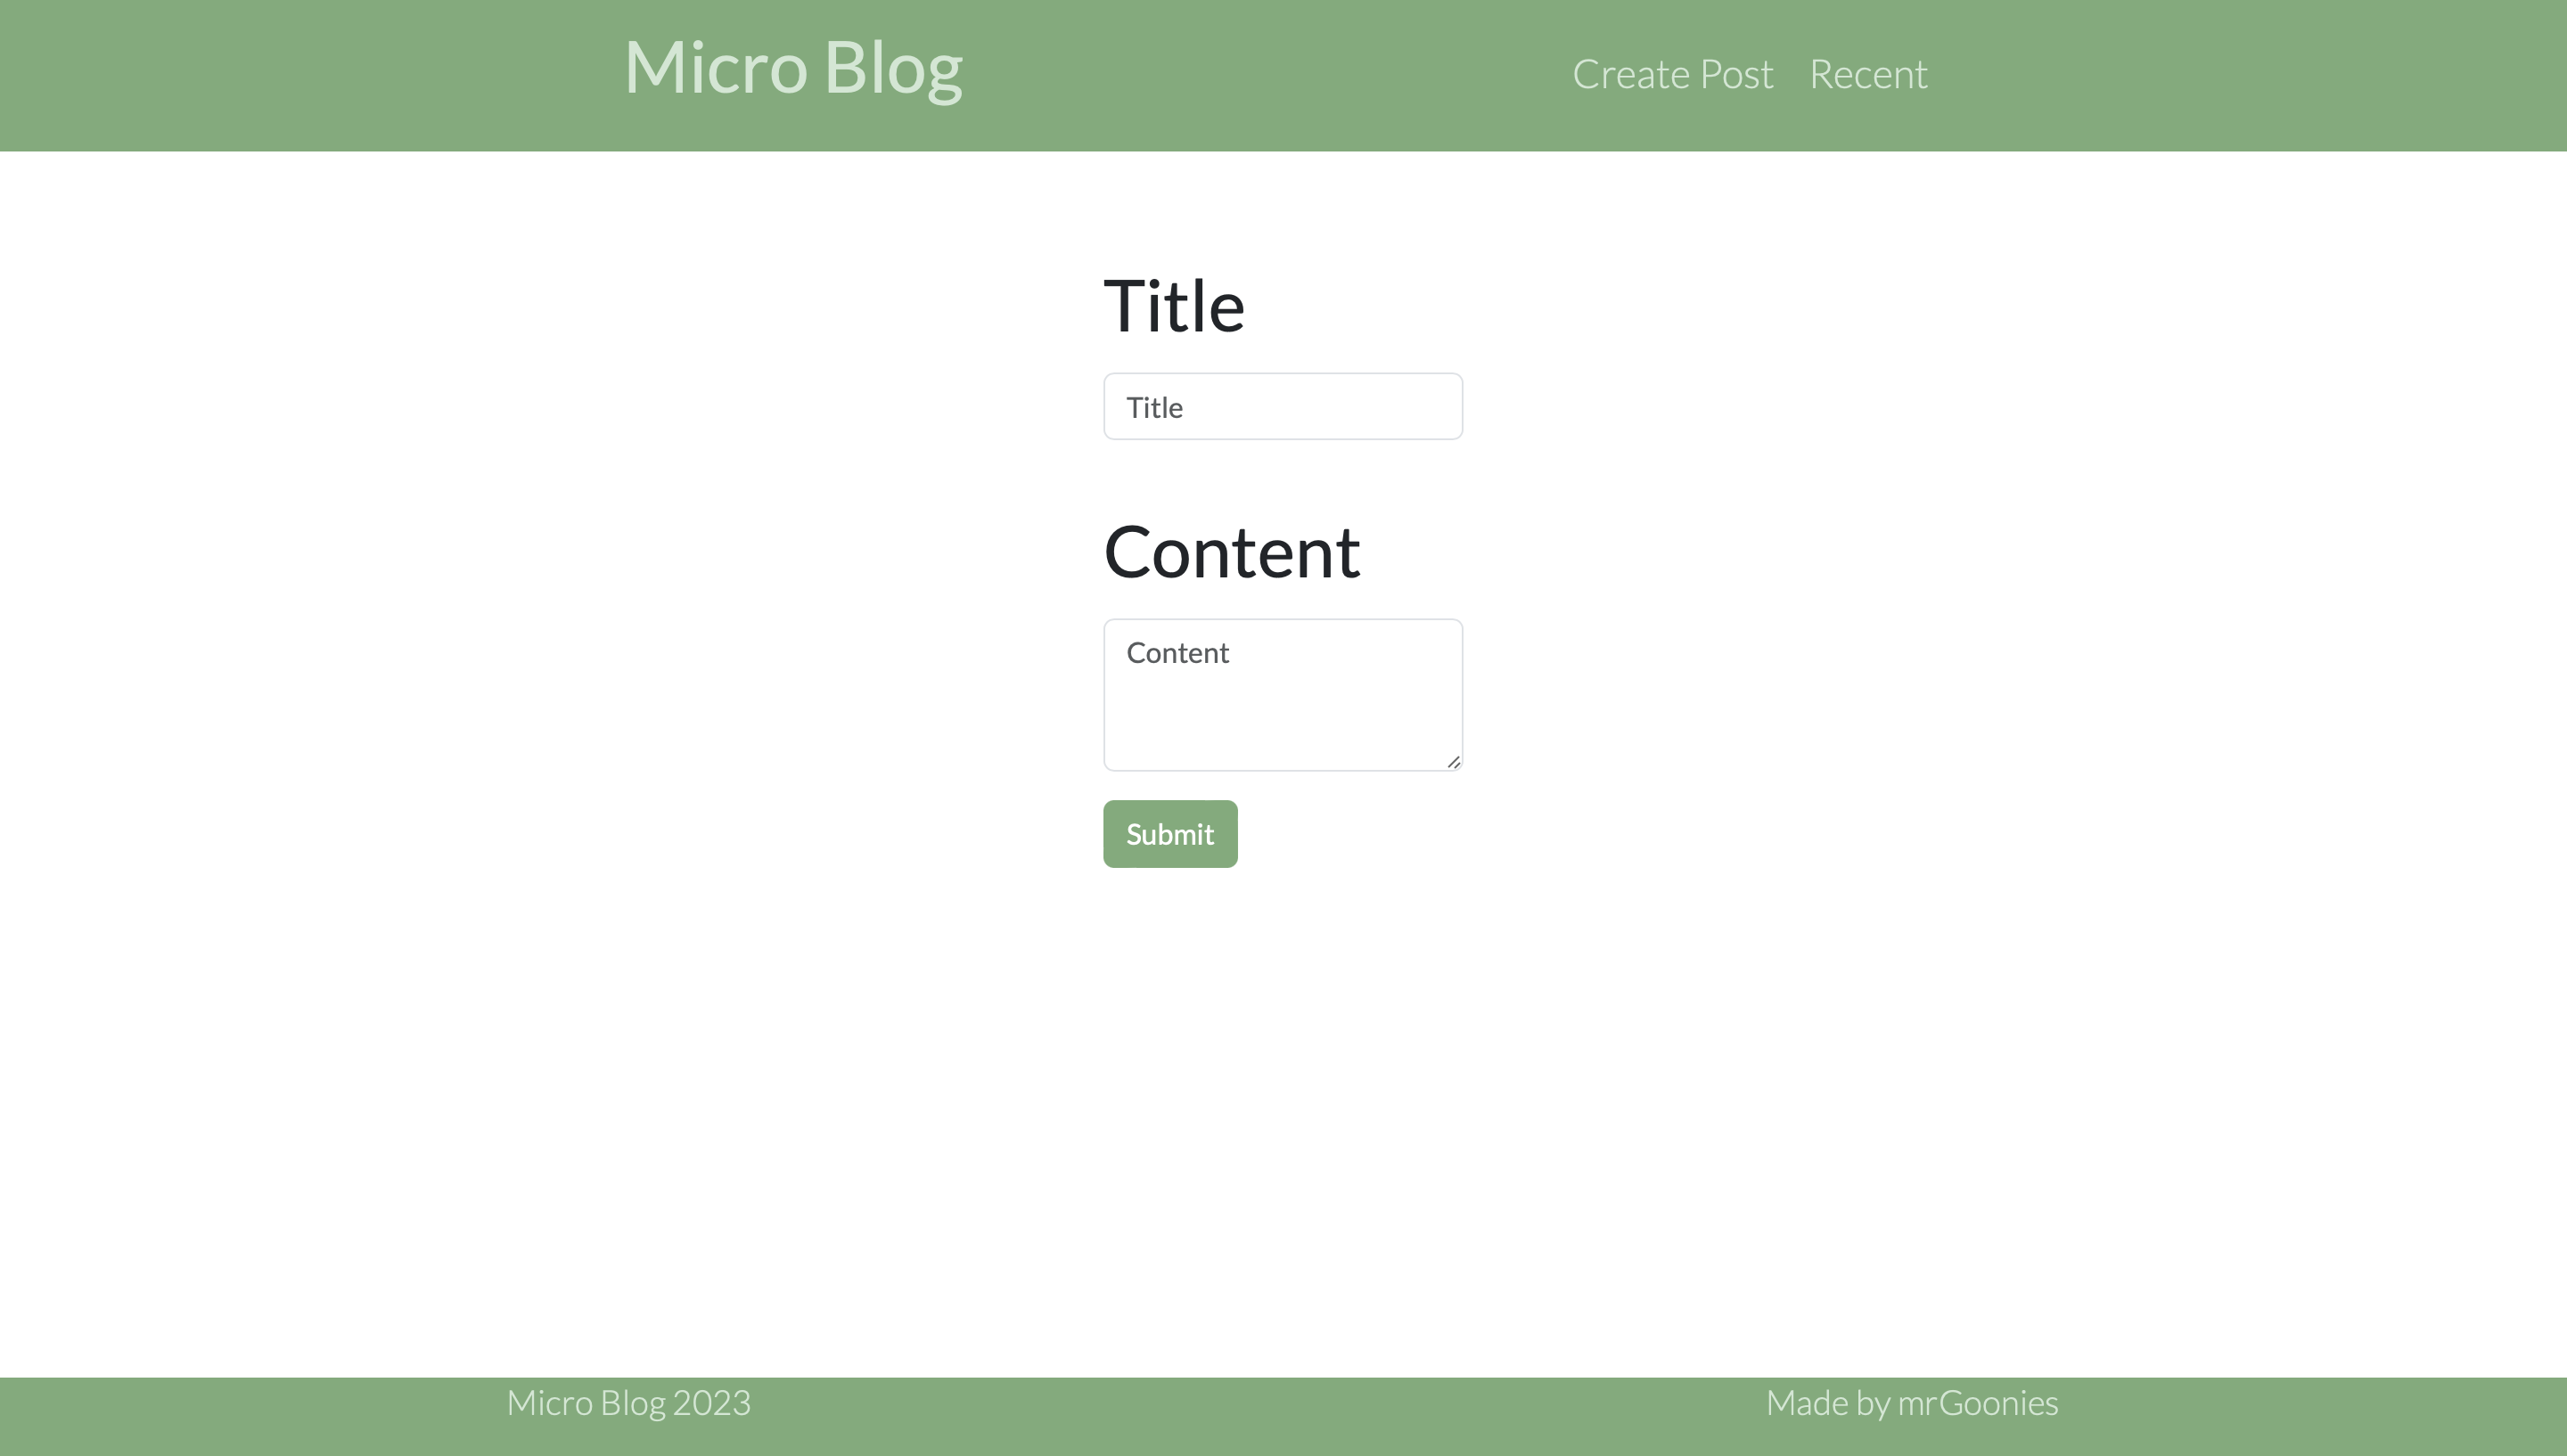 Micro Blog
Create Post Recent
Title
Title
Content
Content
Submit
Micro Blog 2023
Made by mrGoonies